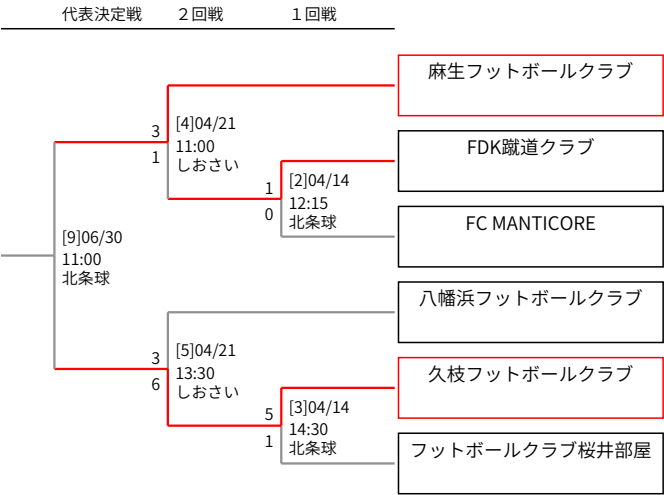 代表決定戦 2回戦 1回戦
麻生フットボールクラブ
[4]04/21
11:00
しおさい
3
1
FDK蹴道クラブ
[2]04/14
12:15
北条球
1
0
FC MANTICORE
[9]06/30
11:00
北条球
八幡浜フットボールクラブ
[5]04/21
13:30
しおさい
3
6
久枝フットボールクラブ
[3]04/14
14:30
北条球
5
1
フットボールクラブ桜井部屋